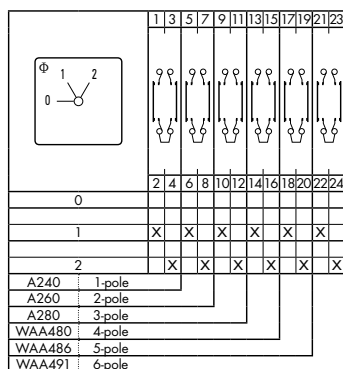 1 3 5 7 9 11 13 15 17 19 21 23
Φ
1 2
0
2 4 6 8 10 12 14 16 18 20 22 24
0
1 X X X X X X
2 X X X X X X
A240 1-pole
A260 2-pole
A280 3-pole
WAA480 4-pole
WAA486 5-pole
WAA491 6-pole